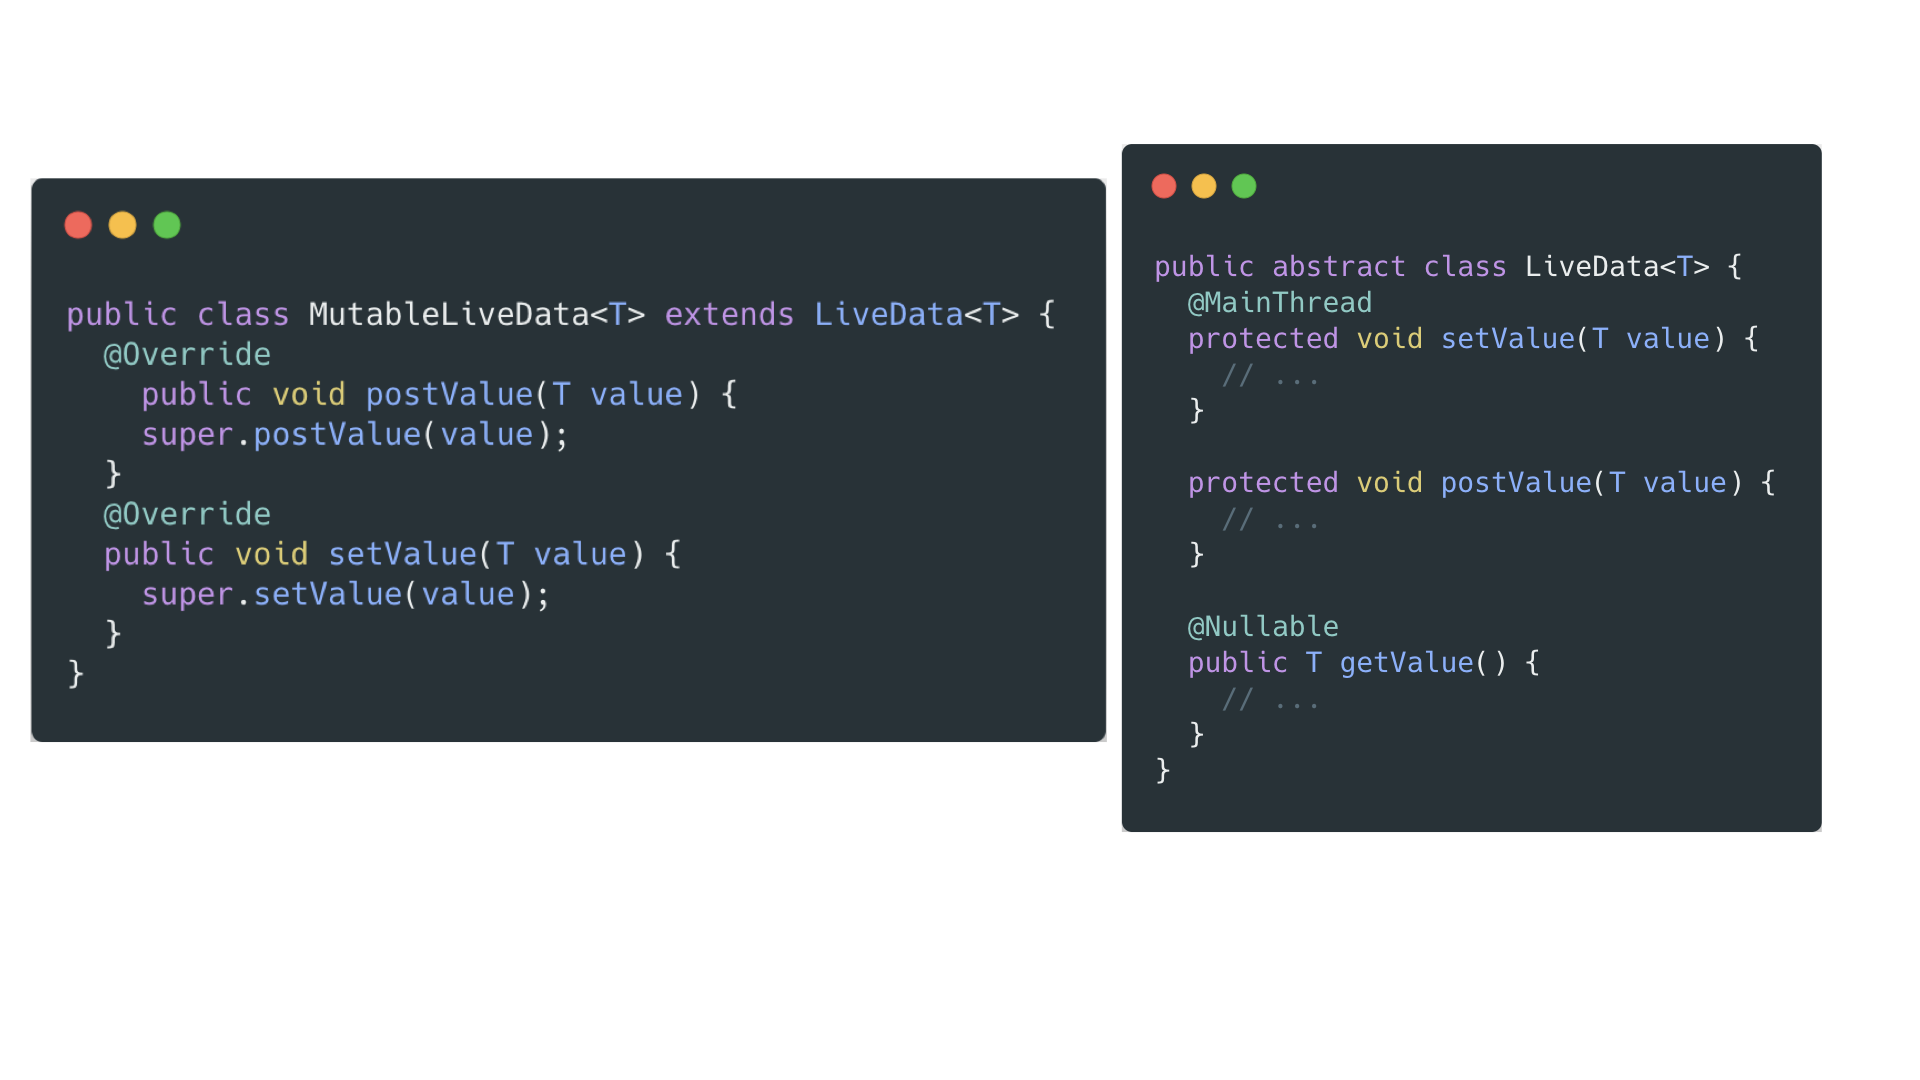 public class MutableLiveData<T> extends LiveData<T> {
  @Override
    public void postValue(T value) {
    super.postValue(value);
  }
  @Override
  public void setValue(T value) {
    super.setValue(value);
  }
}
public abstract class LiveData<T> {
  @MainThread
  protected void setValue(T value) {
    // ...
  }

  protected void postValue(T value) {
    // ...
  }

  @Nullable
  public T getValue() {
    // ...
  }
}